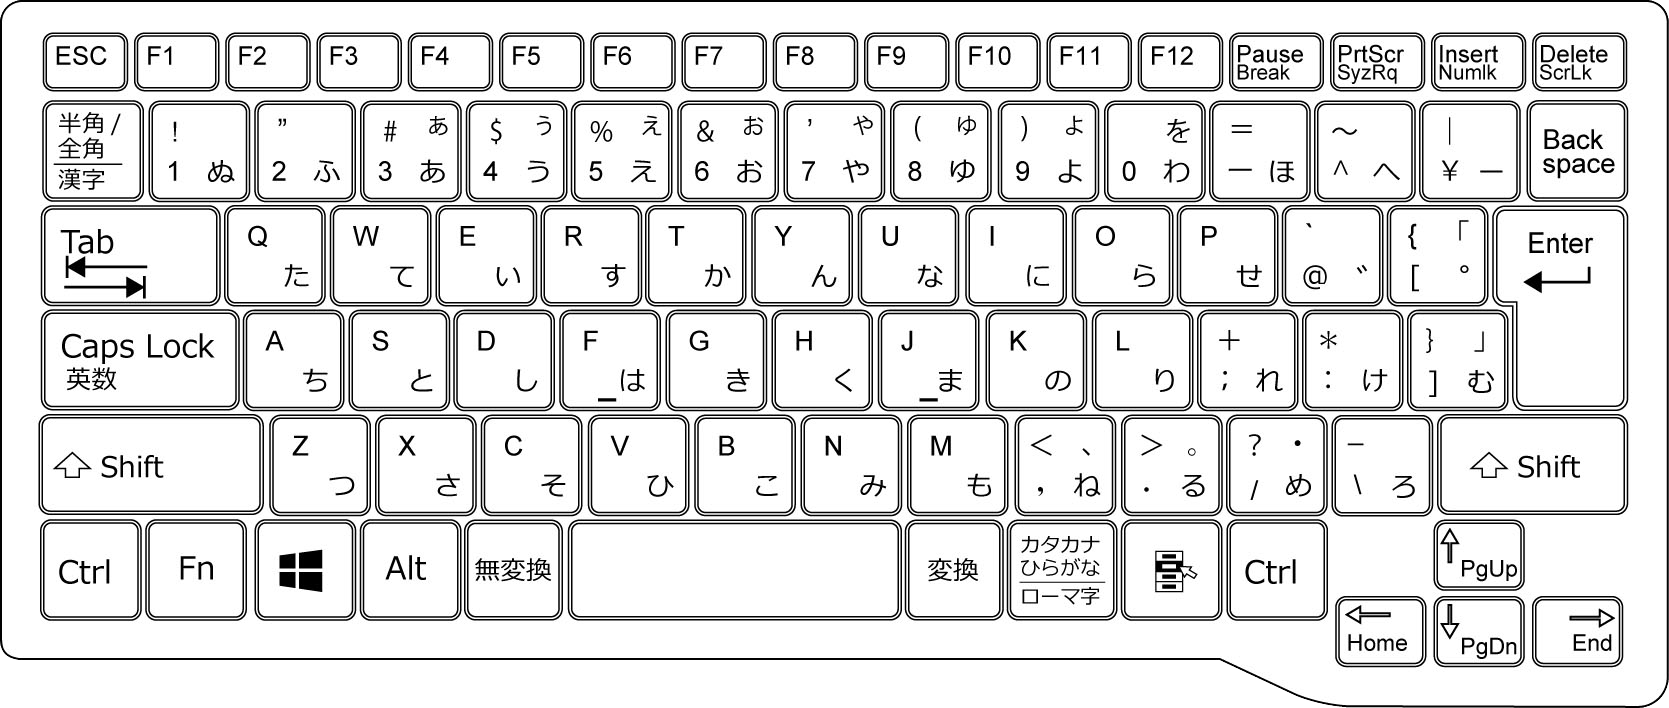 ESC F1 F2 F3 F4 F5 F6 F7 F8 F9 F10 F11 F12 Pause PrtScr Insert Delete
Break SyzRq Numlk ScrLk
半角 /
全角
漢字
! ” # ぁ $ ぅ % ぇ & ぉ ’ ゃ ( ゅ ) ょ を = ～ |
1 ぬ 2 ふ 3 あ 4 う 5 え 6 お 7 や 8 ゆ 9 よ 0 わ ー ほ ^ へ ¥ ー
Back
space
Tab Q W E R T Y U I O P ` { 「 Enter
た て い す か ん な に ら せ @ ゛ [ ゜
Caps Lock A S D F G H J K L + * } 」
英数 ち と し _は き く _ま の り ; れ : け ] む
Shift Z X C V B N M < 、 > 。 ? ・ － Shift
つ さ そ ひ こ み も , ね . る / め \ ろ
Ctrl Fn Alt 無変換 変換 カタカナ Ctrl
ひらがな
ローマ字
PgUp
Home PgDn End